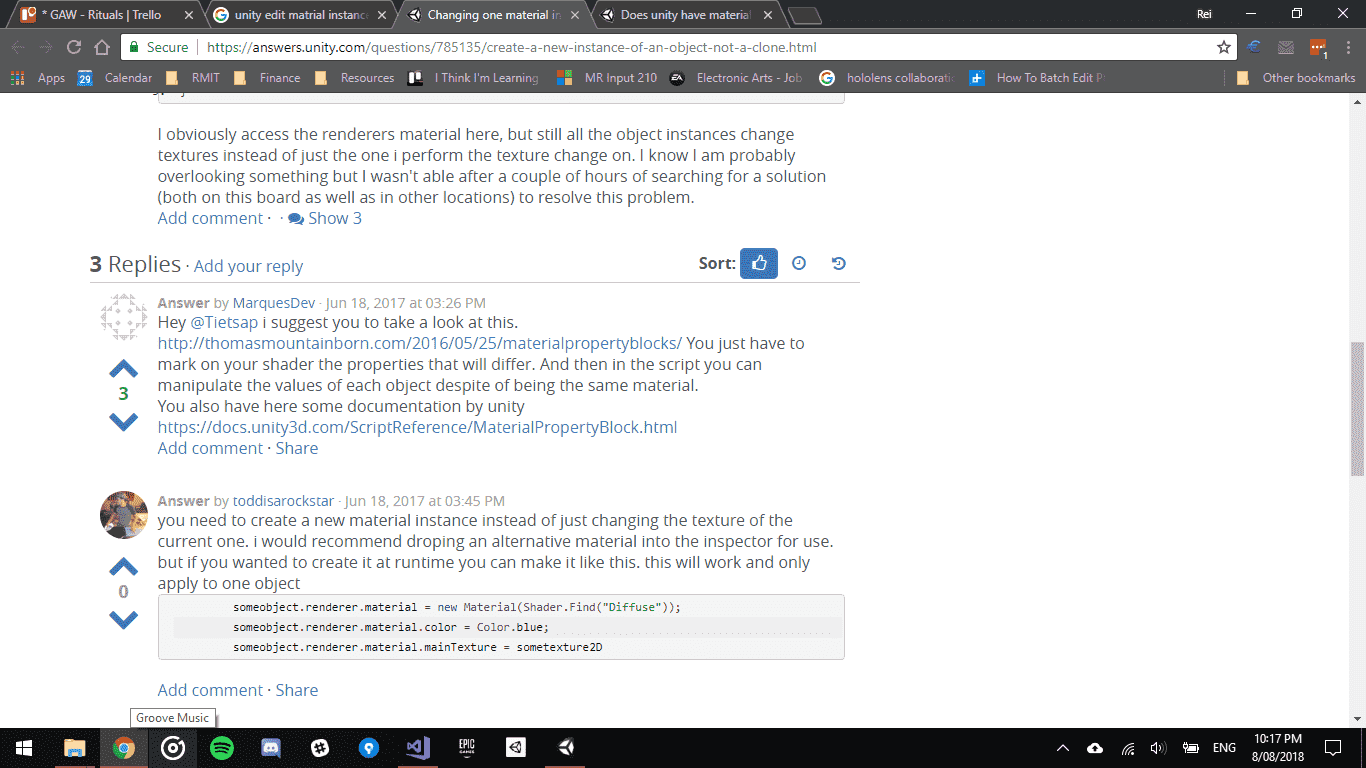 * GAW - Rituals | Trello
unity edit matrial instanc
Changing one material in
Does unity have material
Rei
Secure
https://answers.unity.com/questions/785135/create-a-new-instance-of-an-object-not-a-clone.html
1
Apps
29
Calendar
RMIT
Finance
Resources
I Think I'm Learning
MR Input 210
EA
Electronic Arts - Job
hololens collaborati
How To Batch Edit P
Other bookmarks
I obviously access the renderers material here, but still all the object instances change
textures instead of just the one i perform the texture change on. I know I am probably
overlooking something but I wasn't able after a couple of hours of searching for a solution
(both on this board as well as in other locations) to resolve this problem.
Add comment · · Show 3
3 Replies · Add your reply
Sort:
Answer by MarquesDev · Jun 18, 2017 at 03:26 PM
Hey @Tietsap i suggest you to take a look at this.
http://thomasmountainborn.com/2016/05/25/materialpropertyblocks/ You just have to
mark on your shader the properties that will differ. And then in the script you can
3
manipulate the values of each object despite of being the same material.
You also have here some documentation by unity
https://docs.unity3d.com/ScriptReference/MaterialPropertyBlock.html
Add comment · Share
Answer by toddisarockstar · Jun 18, 2017 at 03:45 PM
you need to create a new material instance instead of just changing the texture of the
current one. i would recommend droping an alternative material into the inspector for use.
but if you wanted to create it at runtime you can make it like this. this will work and only
apply to one object
0
someobject.renderer.material = new Material(Shader.Find("Diffuse"));
someobject.renderer.material.color = Color.blue;
someobject.renderer.material.mainTexture = sometexture2D
Add comment · Share
Groove Music
EPIC
GAMES
ENG
10:17 PM
8/08/2018